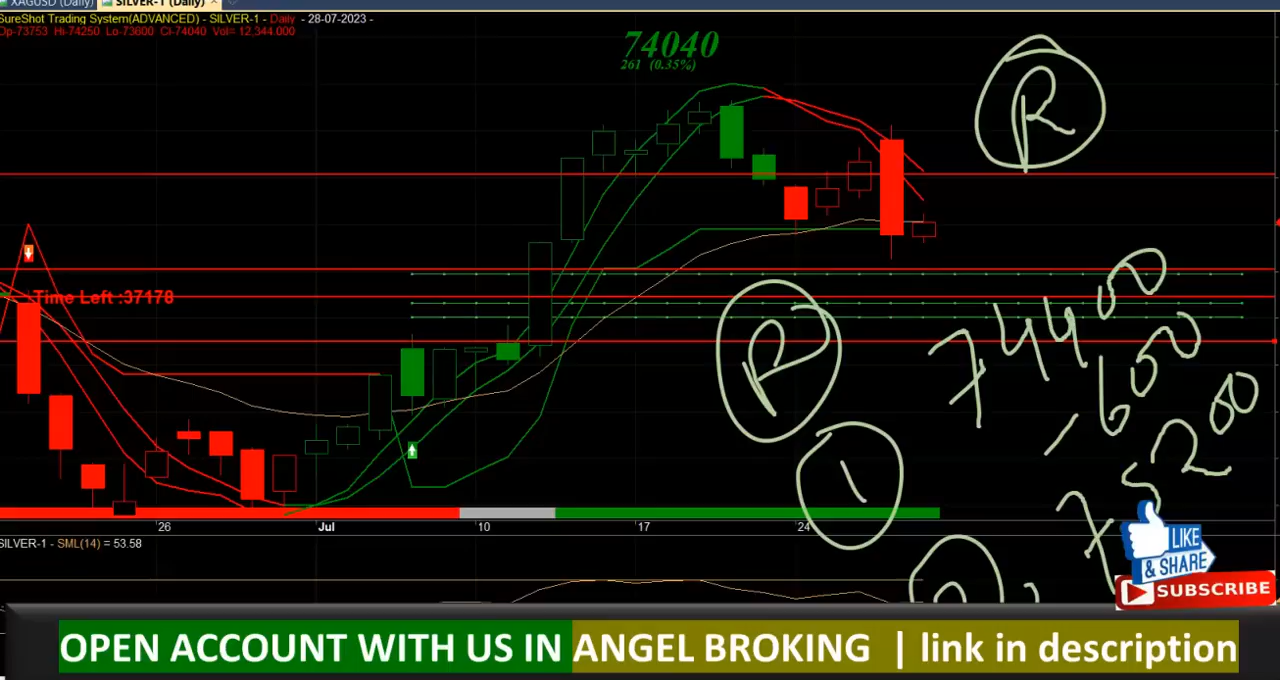 XAGUSD (Daily) SILVER-1 (Daily)
SureShot Trading System(ADVANCED) - SILVER-1 - Daily - 28-07-2023 -
Op-73753 Hi-74250 Lo-73600 Cl-74040 Vol= 12,344.000
74040
261 (0.35%)
R
Time Left :37178
R
74400
-600
1
75200
26 Jul 10 17 24
SILVER-1 - SML(14) = 53.58
LIKE
& SHARE
SUBSCRIBE
OPEN ACCOUNT WITH US IN ANGEL BROKING | link in description